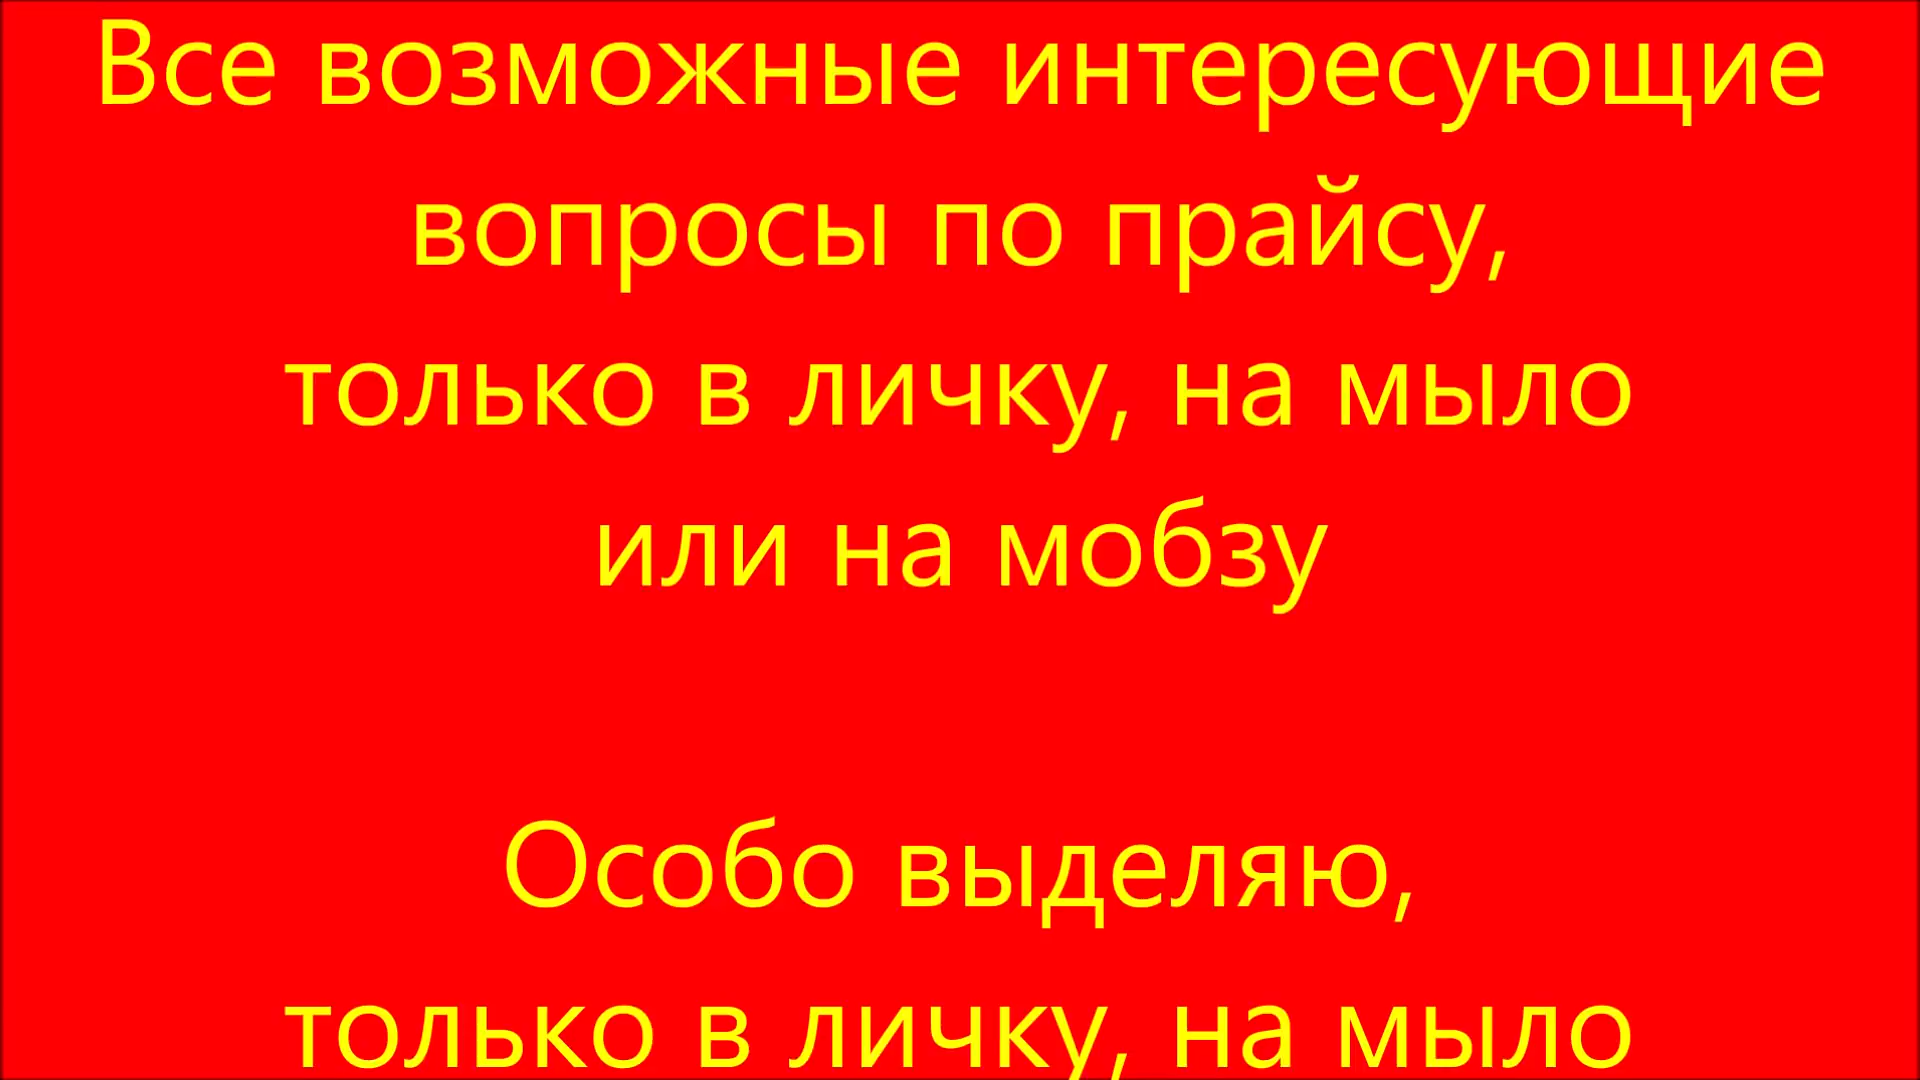 Все возможные интересующие
вопросы по прайсу,
только в личку, на мыло
или на мобзу
Особо выделяю,
только в личку, на мыло